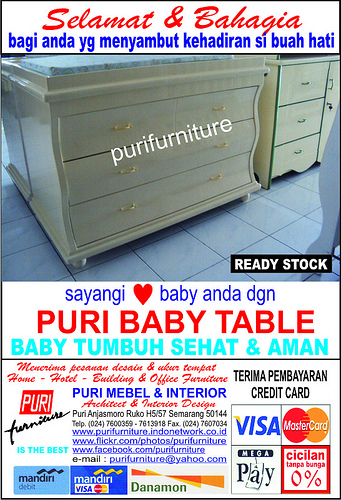 Selamat & Bahagia
bagi anda yg menyambut kehadiran si buah hati
purifurniture
READY STOCK
sayangi baby anda dgn
PURI BABY TABLE
BABY TUMBUH SEHAT & AMAN
Menerima pesanan desain & ukur tempat
Home - Hotel - Building & Office Furniture
PURI
furniture
IS THE BEST
PURI MEBEL & INTERIOR
Architect & Interior Design
Puri Anjasmoro Ruko H5/57 Semarang 50144
Telp. (024) 7600359 - 7613918 Fax. (024) 7607034
www.purifurniture.indonetwork.co.id
www.flickr.com/photos/purifurniture
www.facebook.com/purifurniture
e-mail : purifurniture@yahoo.com
TERIMA PEMBAYARAN
CREDIT CARD
VISA
MasterCard
MEGA
Pay
cicilan
tanpa bunga
0%
mandiri
debit
mandiri
VISA
Danamon